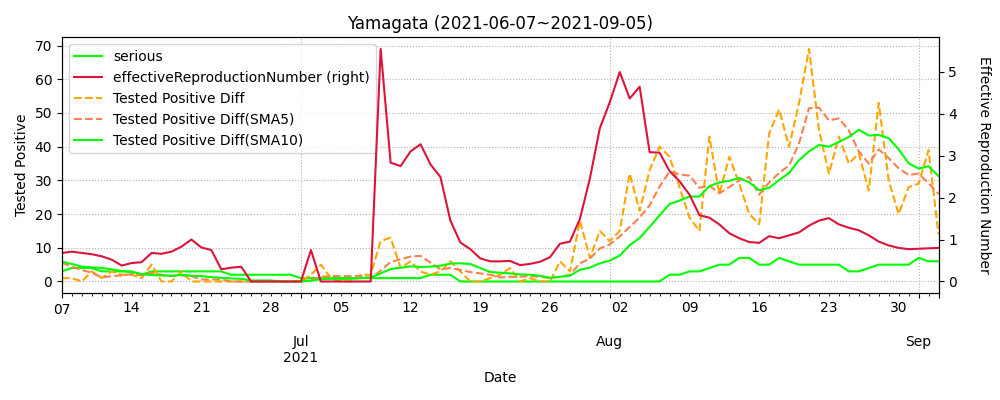 Yamagata (2021-06-07~2021-09-05)
serious
effectiveReproductionNumber (right)
Tested Positive Diff
Tested Positive Diff(SMA5)
Tested Positive Diff(SMA10)
Tested Positive
70
60
50
40
30
20
10
0
Effective Reproduction Number
5
4
3
2
1
0
07 14 21 28 05 12 19 26 02 09 16 23 30
Jul Aug Sep
2021
Date